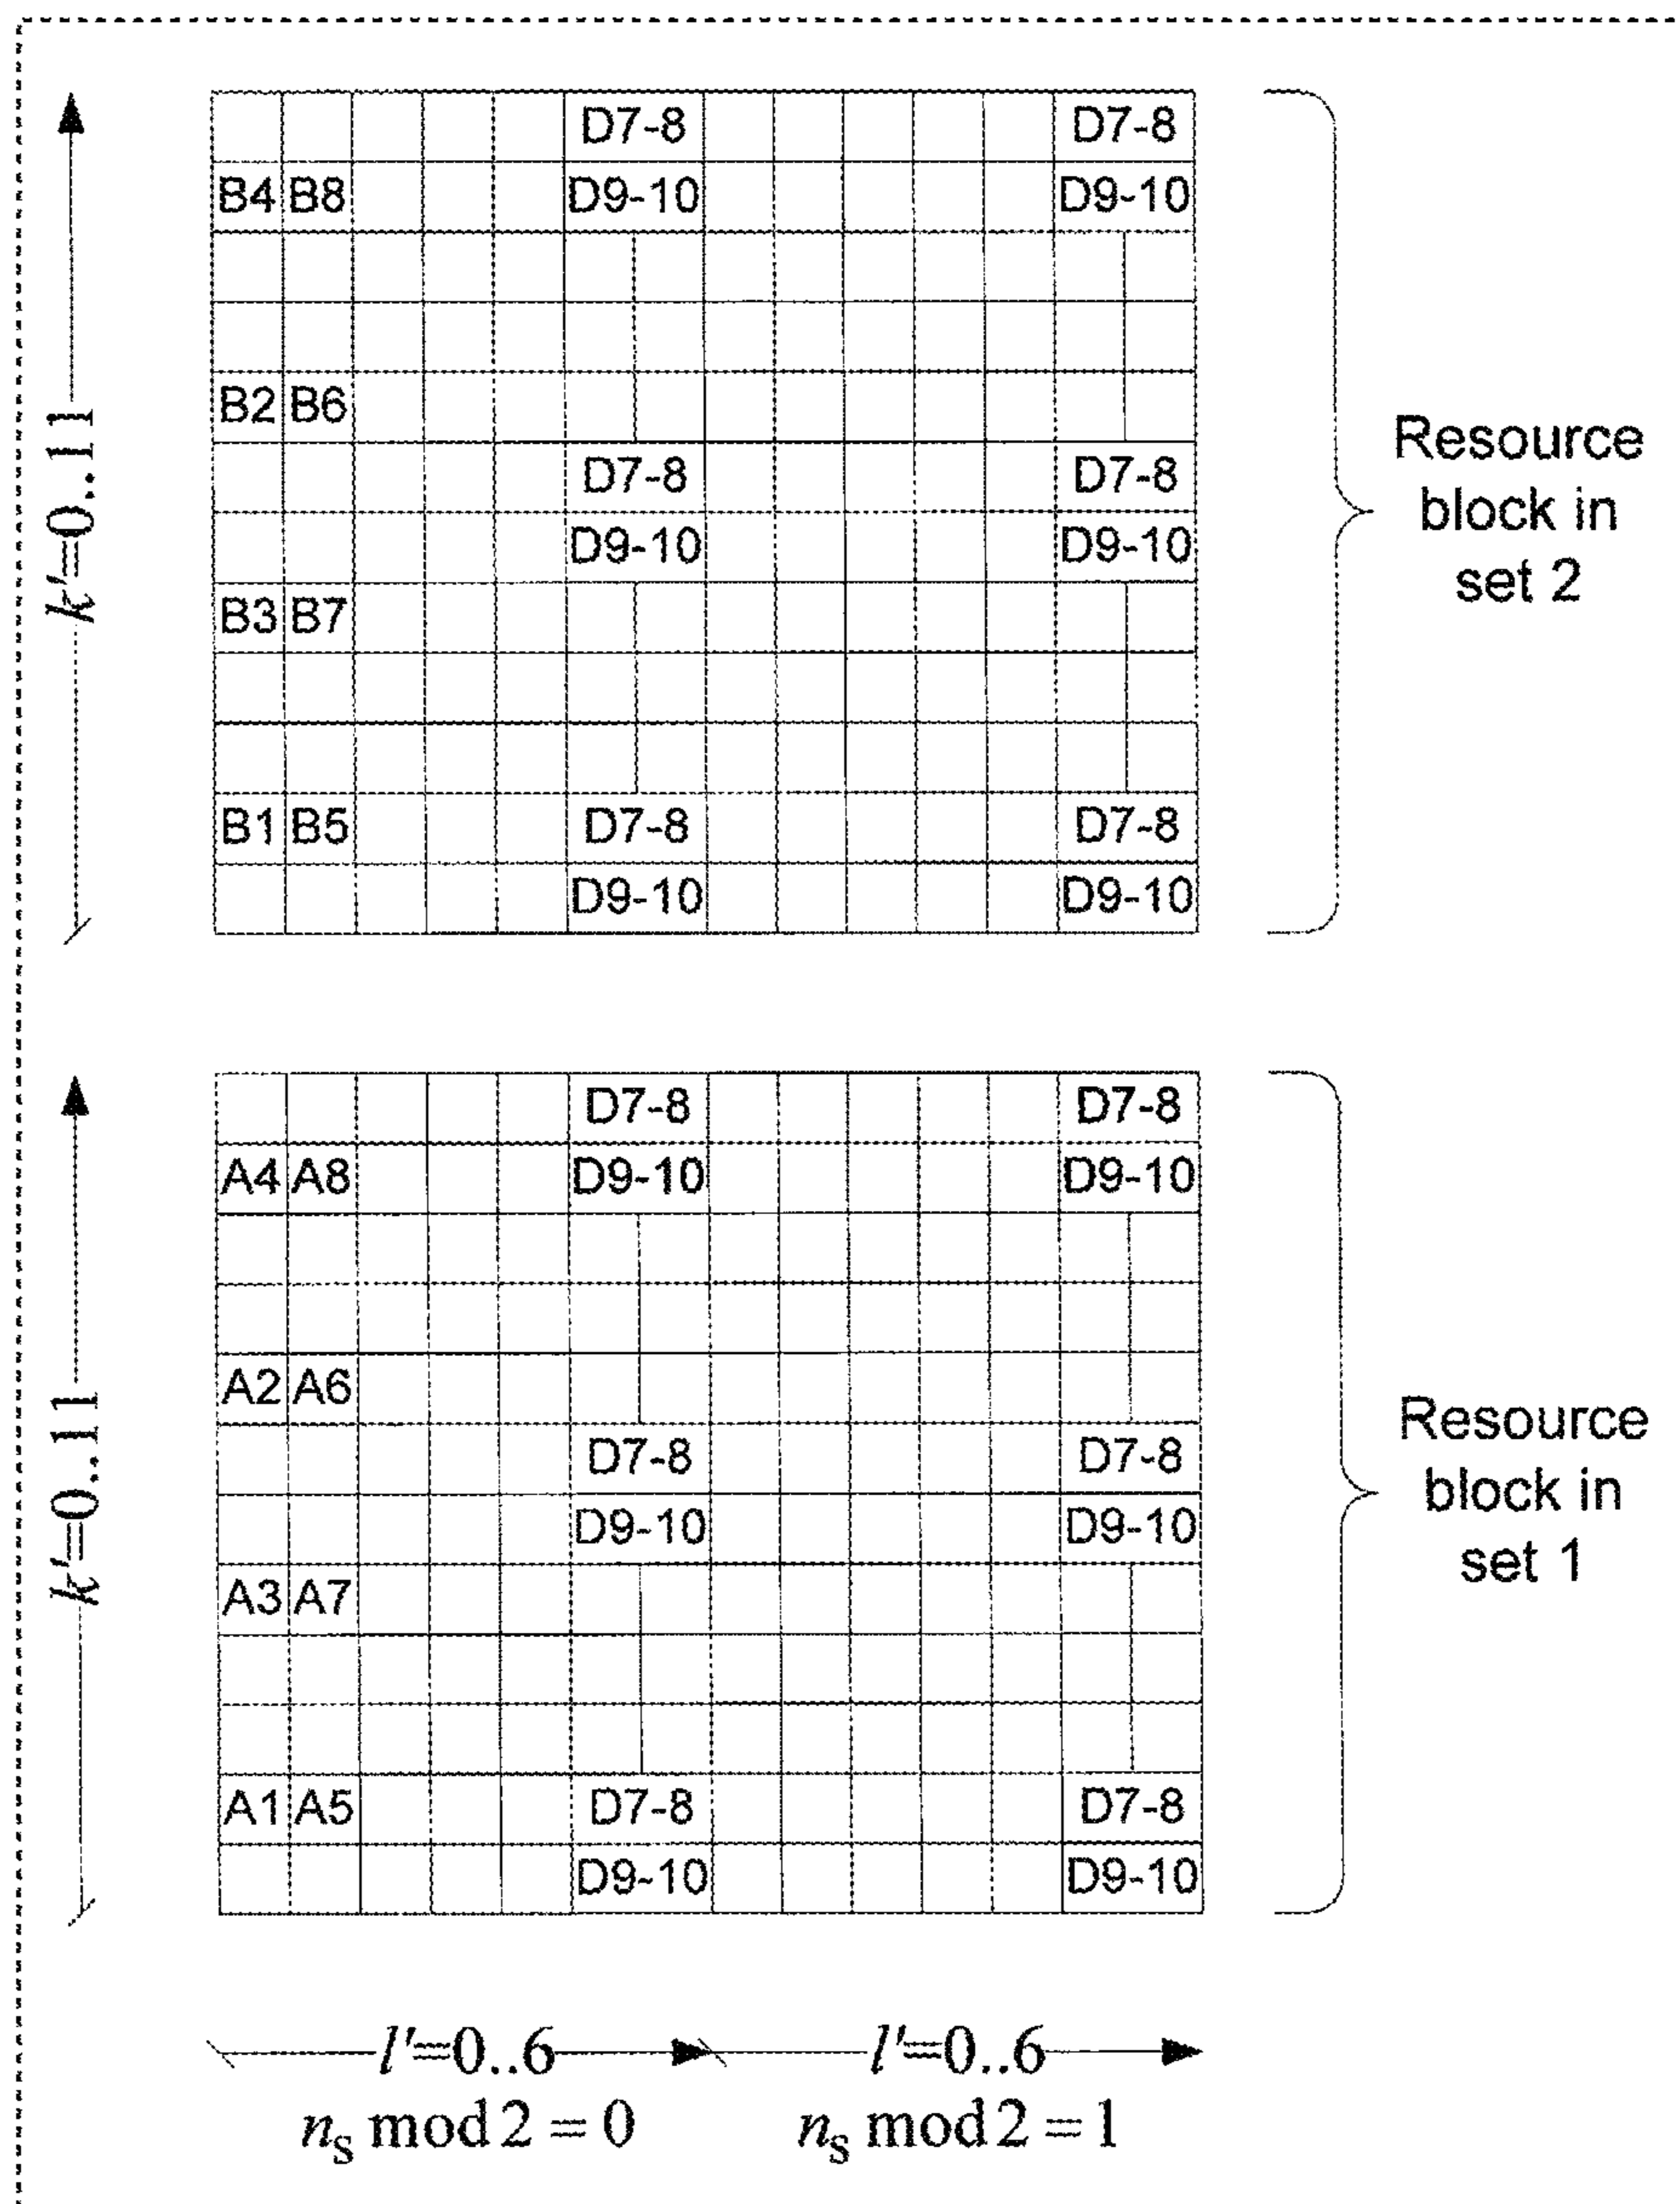 D7-8 D7-8
B4 B8 D9-10 D9-10
B2 B6
D7-8 D7-8
D9-10 D9-10
B3 B7
B1 B5 D7-8 D7-8
D9-10 D9-10
k'=0..11
Resource
block in
set 2
D7-8 D7-8
A4 A8 D9-10 D9-10
A2 A6
D7-8 D7-8
D9-10 D9-10
A3 A7
A1 A5 D7-8 D7-8
D9-10 D9-10
k'=0..11
Resource
block in
set 1
l'=0..6 l'=0..6
n_s mod 2 = 0 n_s mod 2 = 1